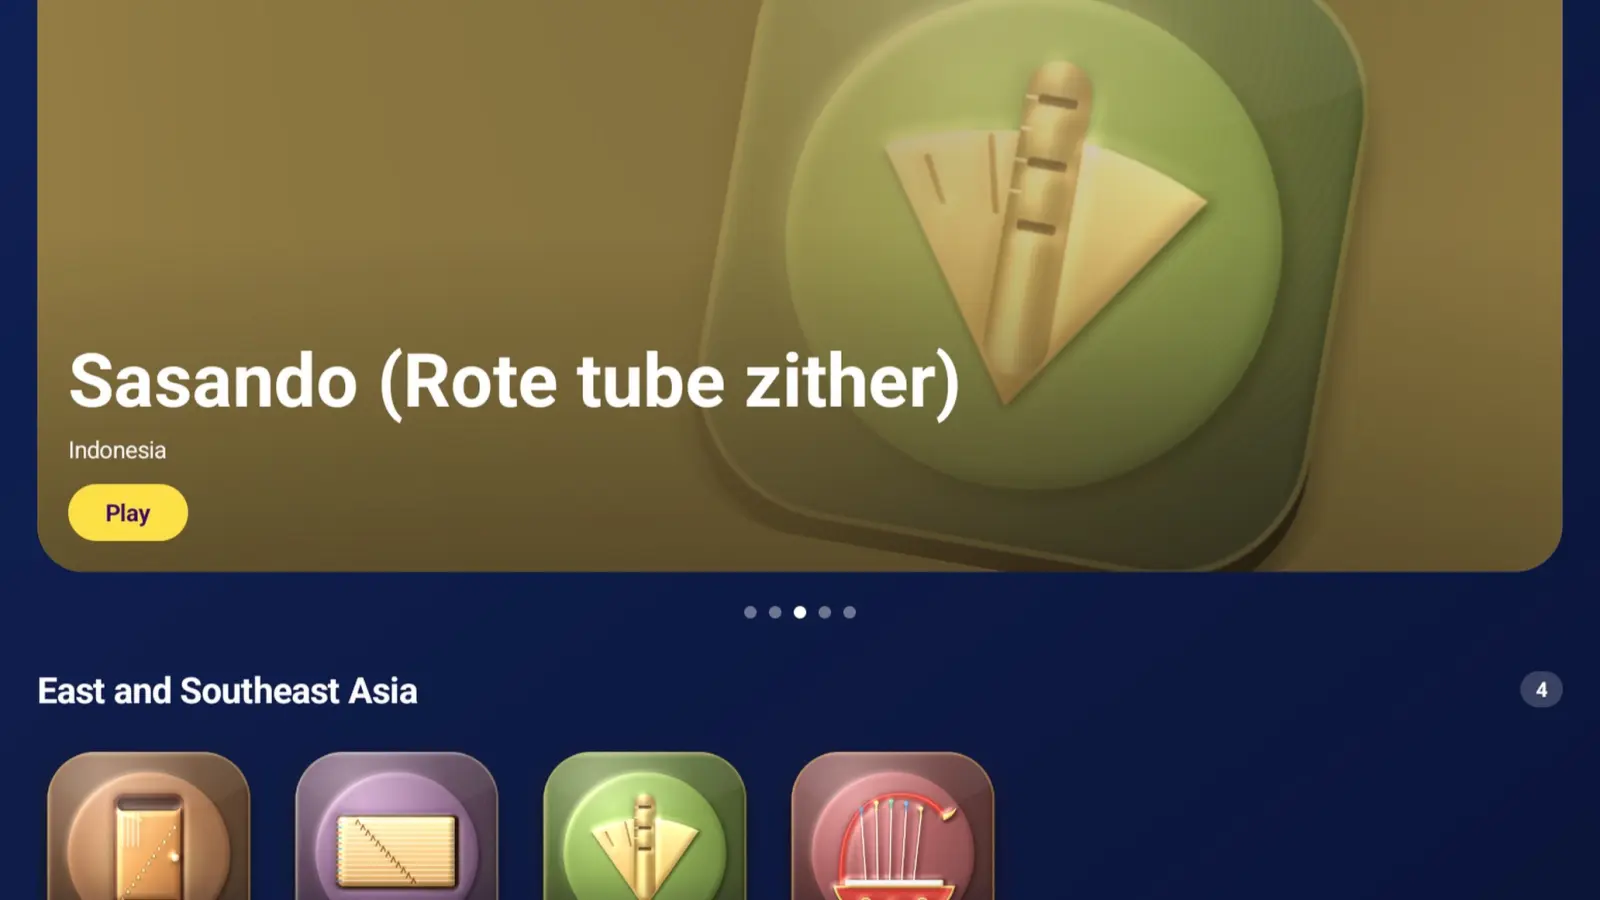 Sasando (Rote tube zither)
Indonesia
Play
East and Southeast Asia
4